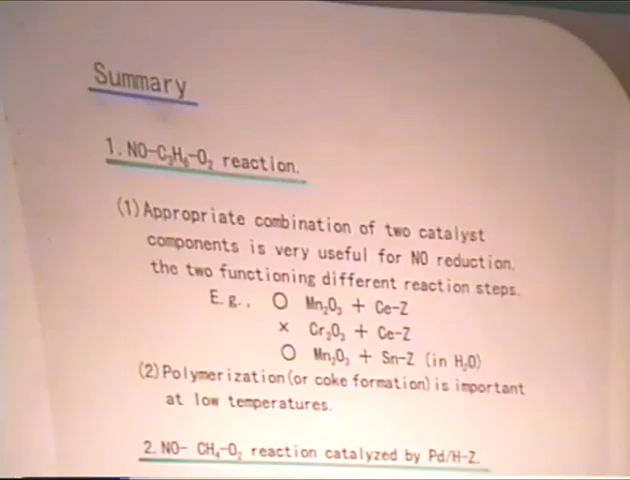 Summary
1. NO-C₃H₆-O₂ reaction.
(1) Appropriate combination of two catalyst
components is very useful for NO reduction,
the two functioning different reaction steps.
E.g., ○ Mn₂O₃ + Ce-Z
× Cr₂O₃ + Ce-Z
○ Mn₂O₃ + Sn-Z (in H₂O)
(2) Polymerization (or coke formation) is important
at low temperatures.
2. NO- CH₄-O₂ reaction catalyzed by Pd/H-Z.